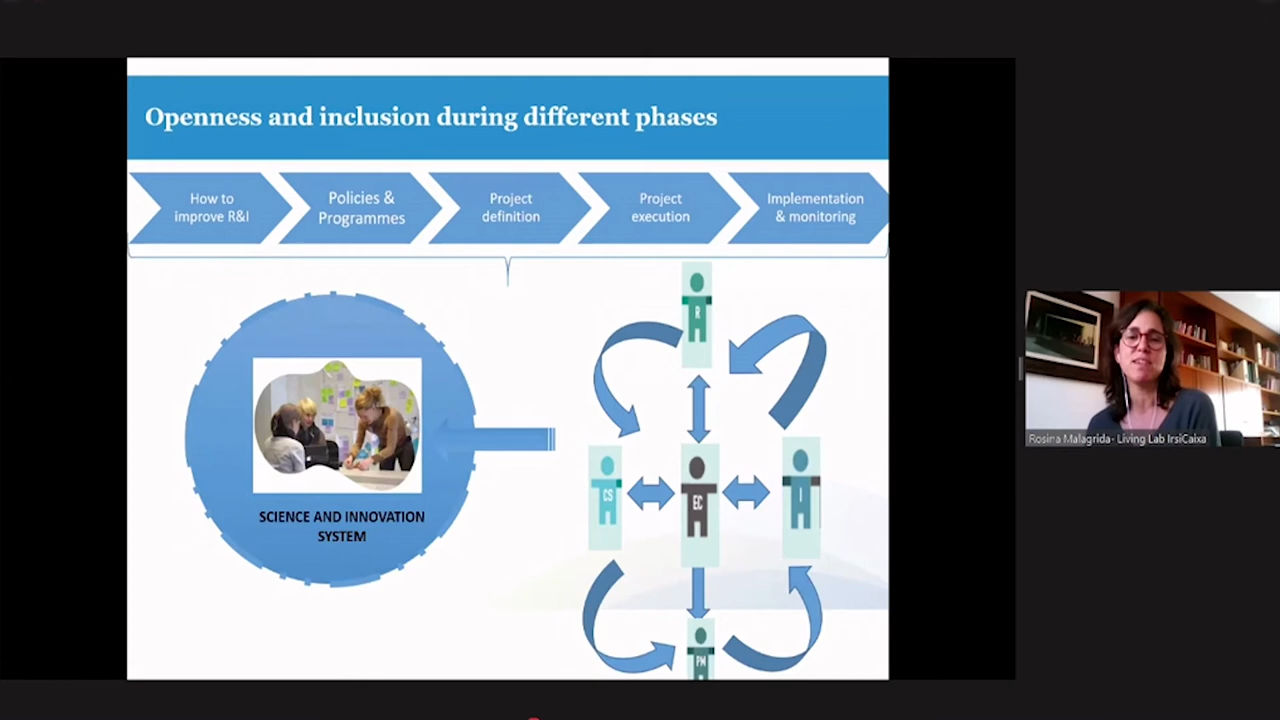 Openness and inclusion during different phases
How to
improve R&I
Policies &
Programmes
Project
definition
Project
execution
Implementation
& monitoring
R
CS
EC
I
PM
SCIENCE AND INNOVATION
SYSTEM
Rosina Malagrida- Living Lab IrsiCaixa